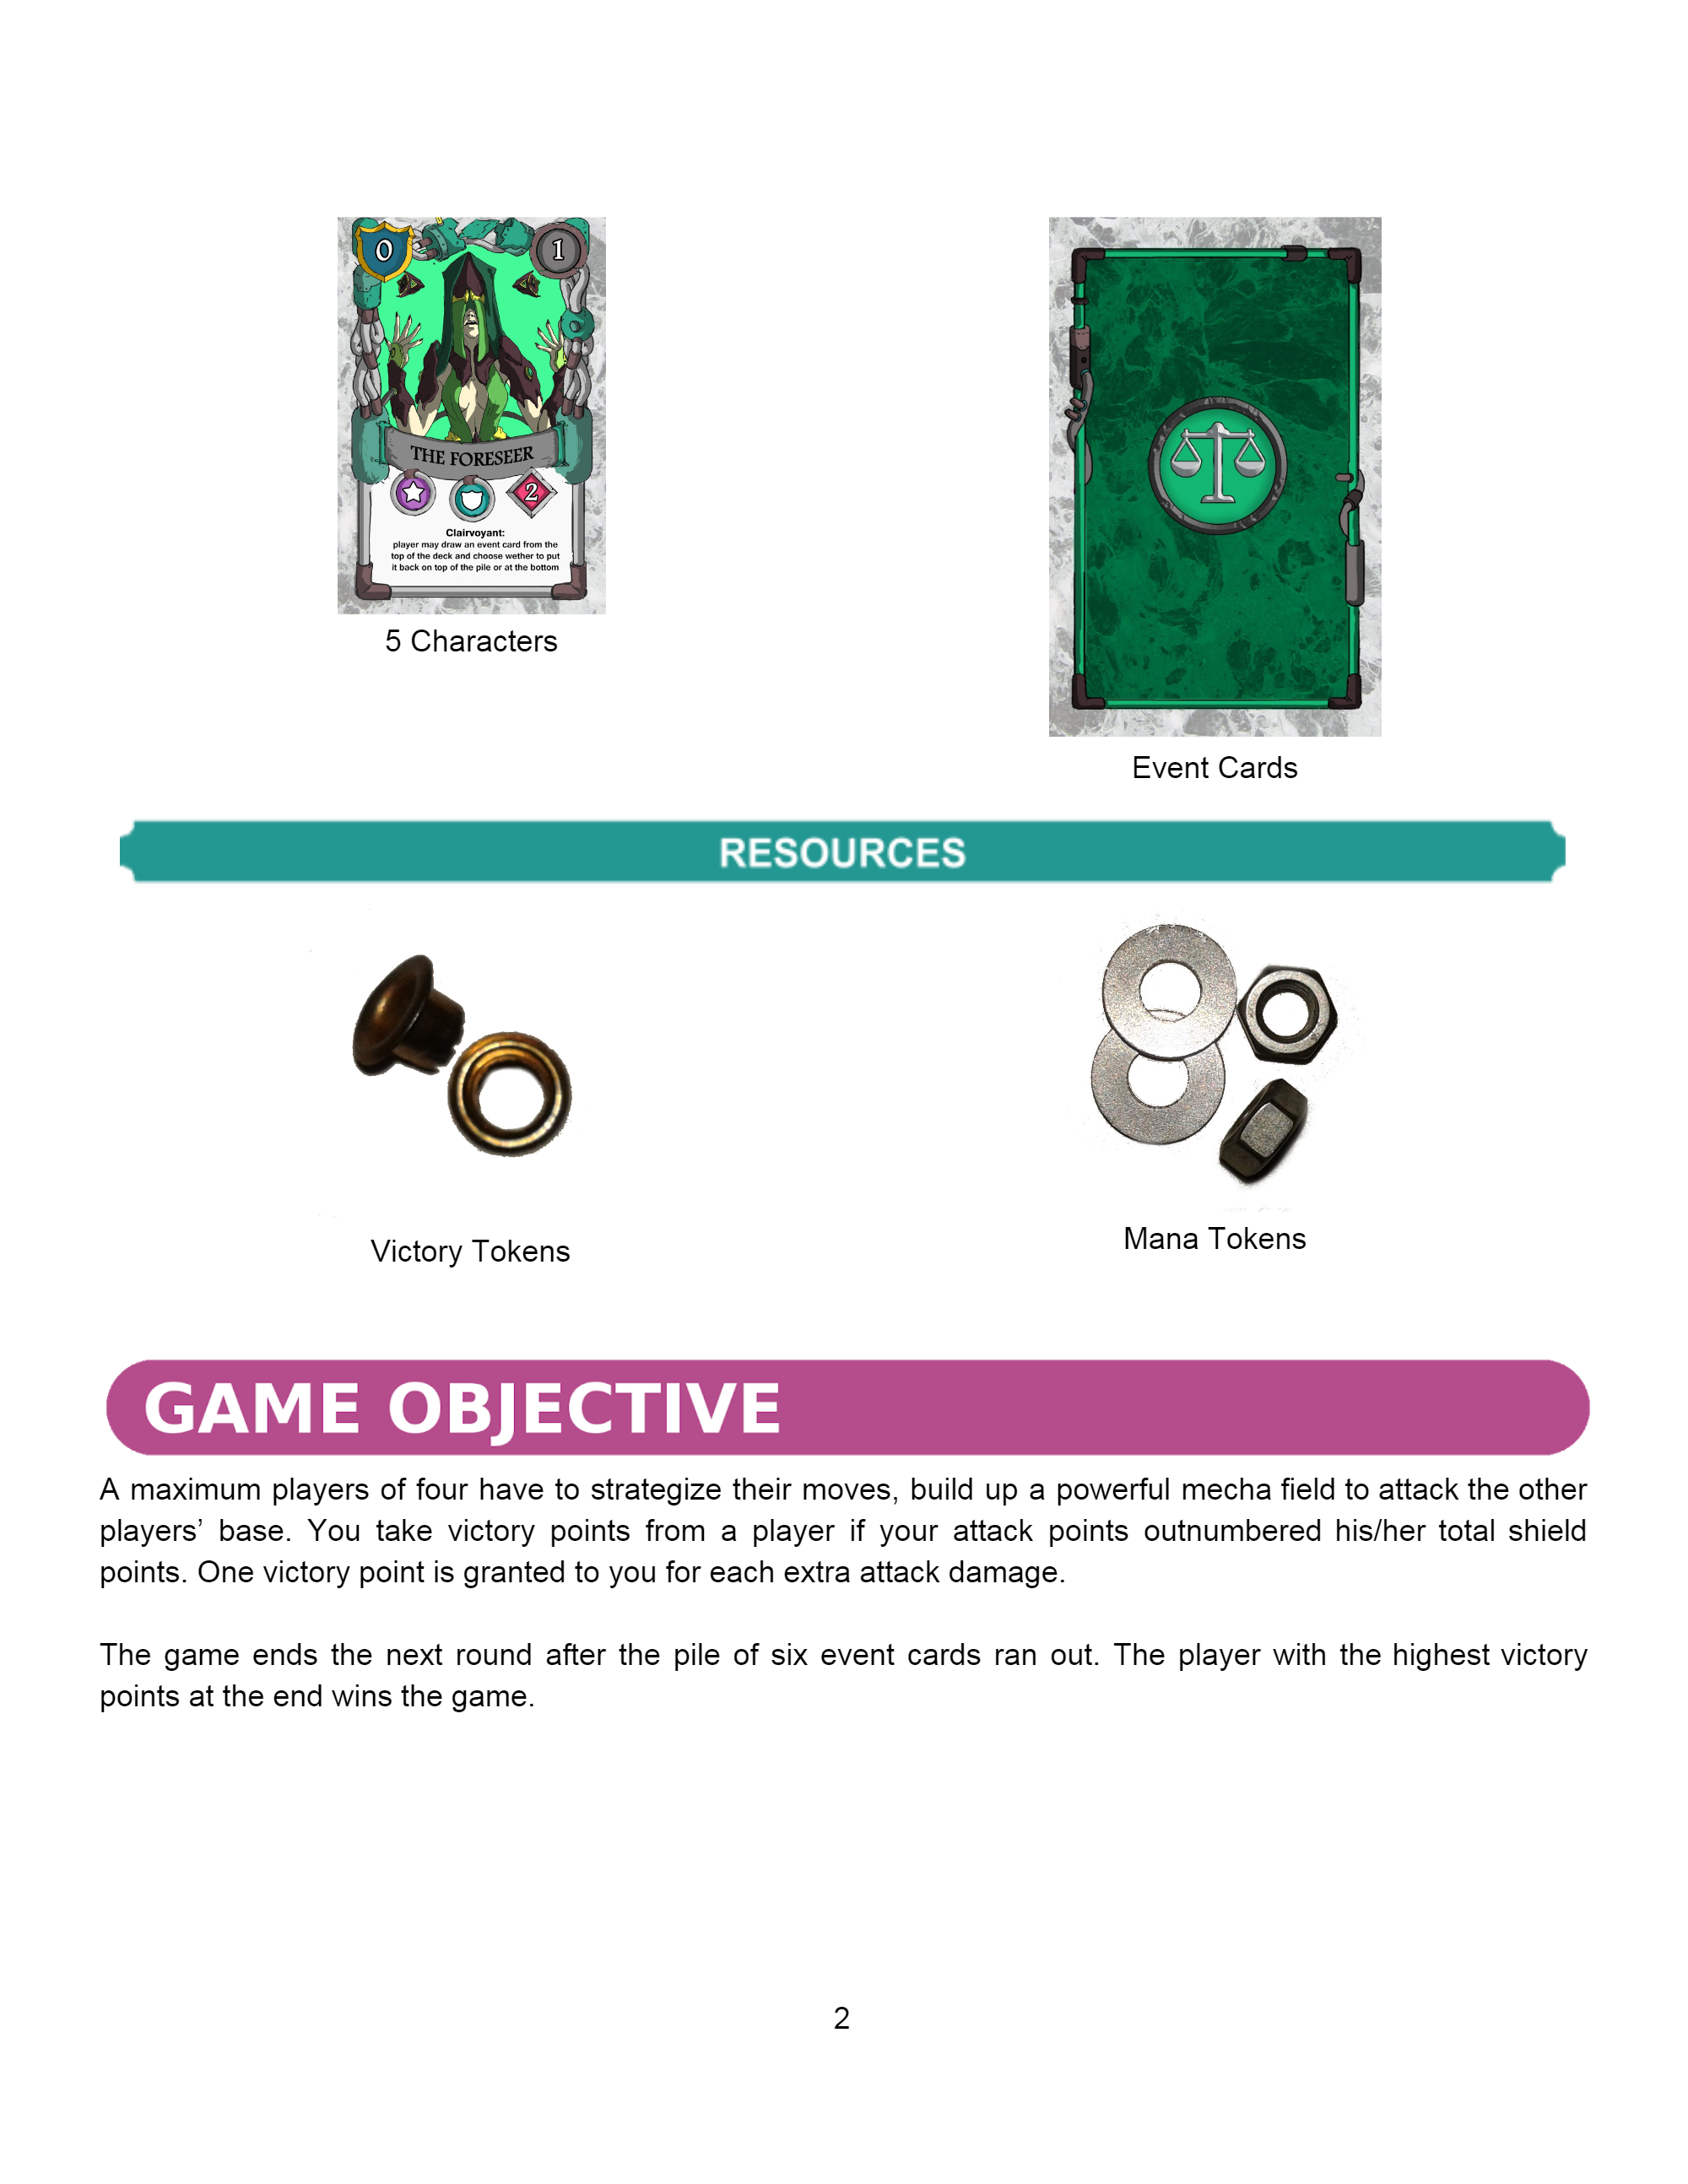 0
1
THE FORESEER
2
Clairvoyant:
player may draw an event card from the
top of the deck and choose wether to put
it back on top of the pile or at the bottom
5 Characters
Event Cards
RESOURCES
Victory Tokens
Mana Tokens
GAME OBJECTIVE
A maximum players of four have to strategize their moves, build up a powerful mecha field to attack the other
players’ base. You take victory points from a player if your attack points outnumbered his/her total shield
points. One victory point is granted to you for each extra attack damage.
The game ends the next round after the pile of six event cards ran out. The player with the highest victory
points at the end wins the game.
2